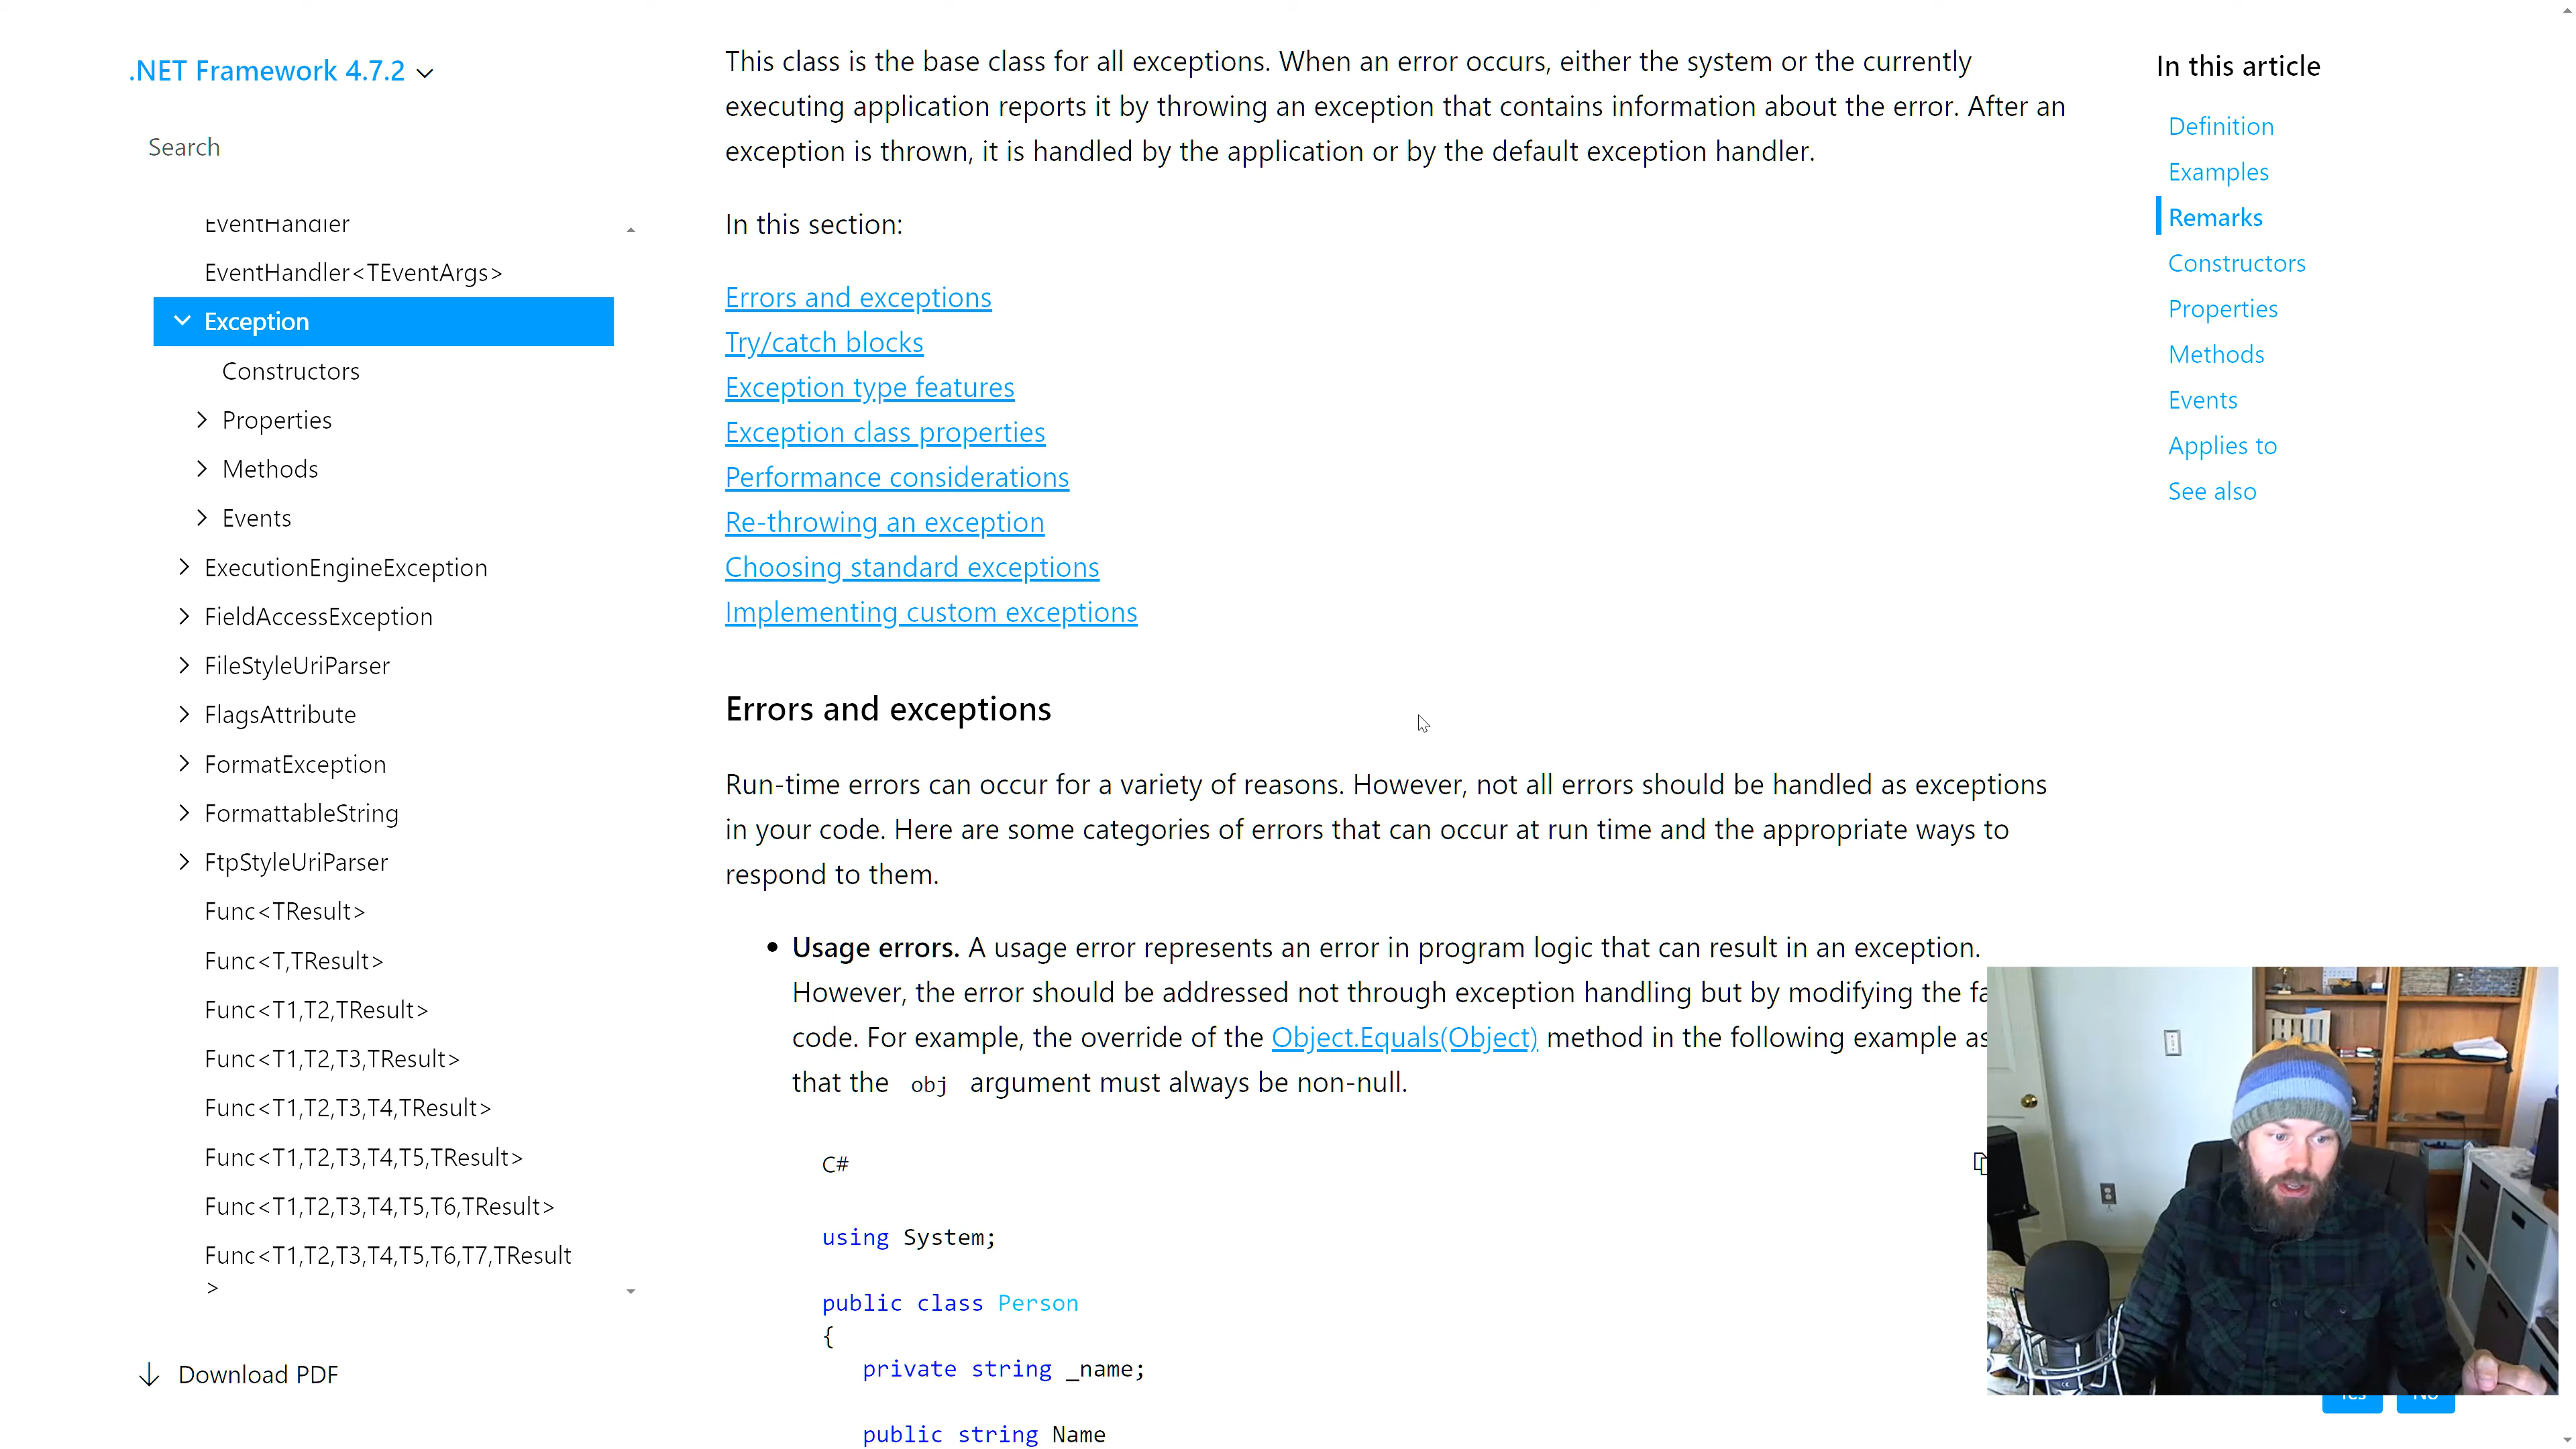 .NET Framework 4.7.2
Search
EventHandler
EventHandler<TEventArgs>
Exception
Constructors
Properties
Methods
Events
ExecutionEngineException
FieldAccessException
FileStyleUriParser
FlagsAttribute
FormatException
FormattableString
FtpStyleUriParser
Func<TResult>
Func<T,TResult>
Func<T1,T2,TResult>
Func<T1,T2,T3,TResult>
Func<T1,T2,T3,T4,TResult>
Func<T1,T2,T3,T4,T5,TResult>
Func<T1,T2,T3,T4,T5,T6,TResult>
Func<T1,T2,T3,T4,T5,T6,T7,TResult
>
Download PDF
This class is the base class for all exceptions. When an error occurs, either the system or the currently
executing application reports it by throwing an exception that contains information about the error. After an
exception is thrown, it is handled by the application or by the default exception handler.
In this section:
Errors and exceptions
Try/catch blocks
Exception type features
Exception class properties
Performance considerations
Re-throwing an exception
Choosing standard exceptions
Implementing custom exceptions
Errors and exceptions
Run-time errors can occur for a variety of reasons. However, not all errors should be handled as exceptions
in your code. Here are some categories of errors that can occur at run time and the appropriate ways to
respond to them.
• Usage errors. A usage error represents an error in program logic that can result in an exception.
However, the error should be addressed not through exception handling but by modifying the fa
code. For example, the override of the Object.Equals(Object) method in the following example as
that the obj argument must always be non-null.
C#
using System;
public class Person
{
private string _name;
public string Name
In this article
Definition
Examples
Remarks
Constructors
Properties
Methods
Events
Applies to
See also
Yes No